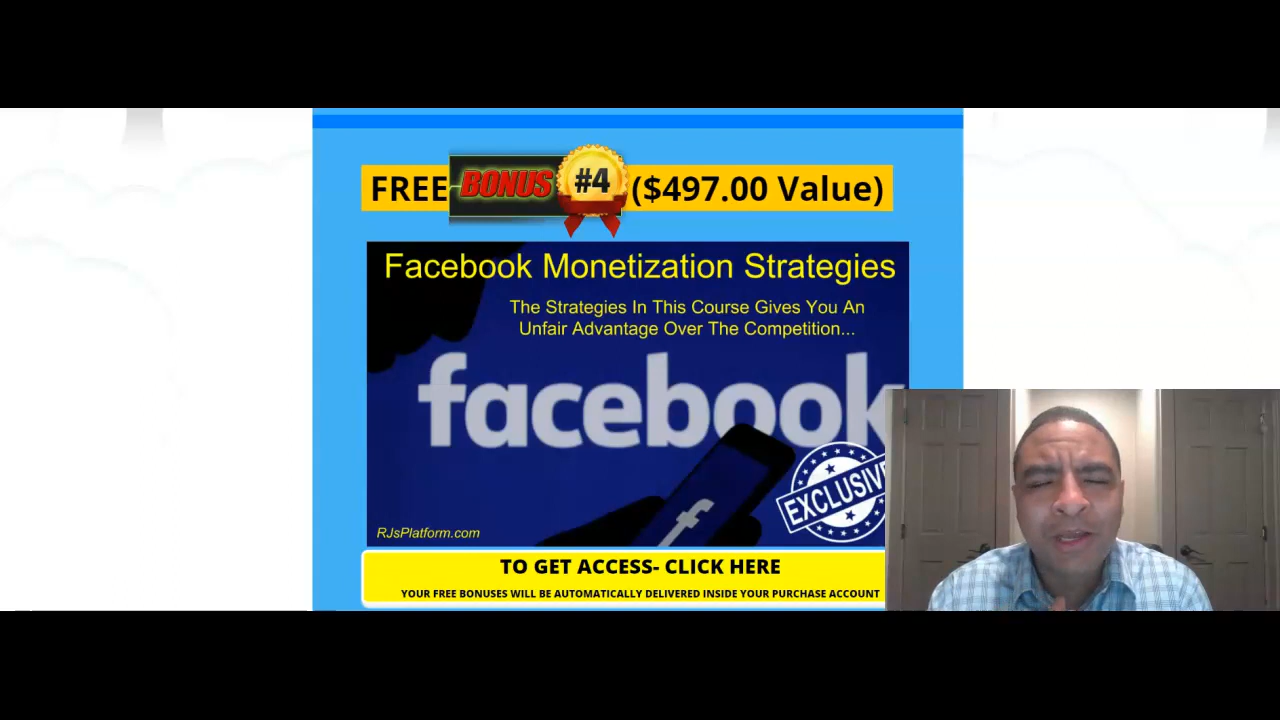 FREE BONUS #4 ($497.00 Value)
Facebook Monetization Strategies
The Strategies In This Course Gives You An
Unfair Advantage Over The Competition...
facebook
f
EXCLUSIV
RJsPlatform.com
TO GET ACCESS- CLICK HERE
YOUR FREE BONUSES WILL BE AUTOMATICALLY DELIVERED INSIDE YOUR PURCHASE ACCOUNT